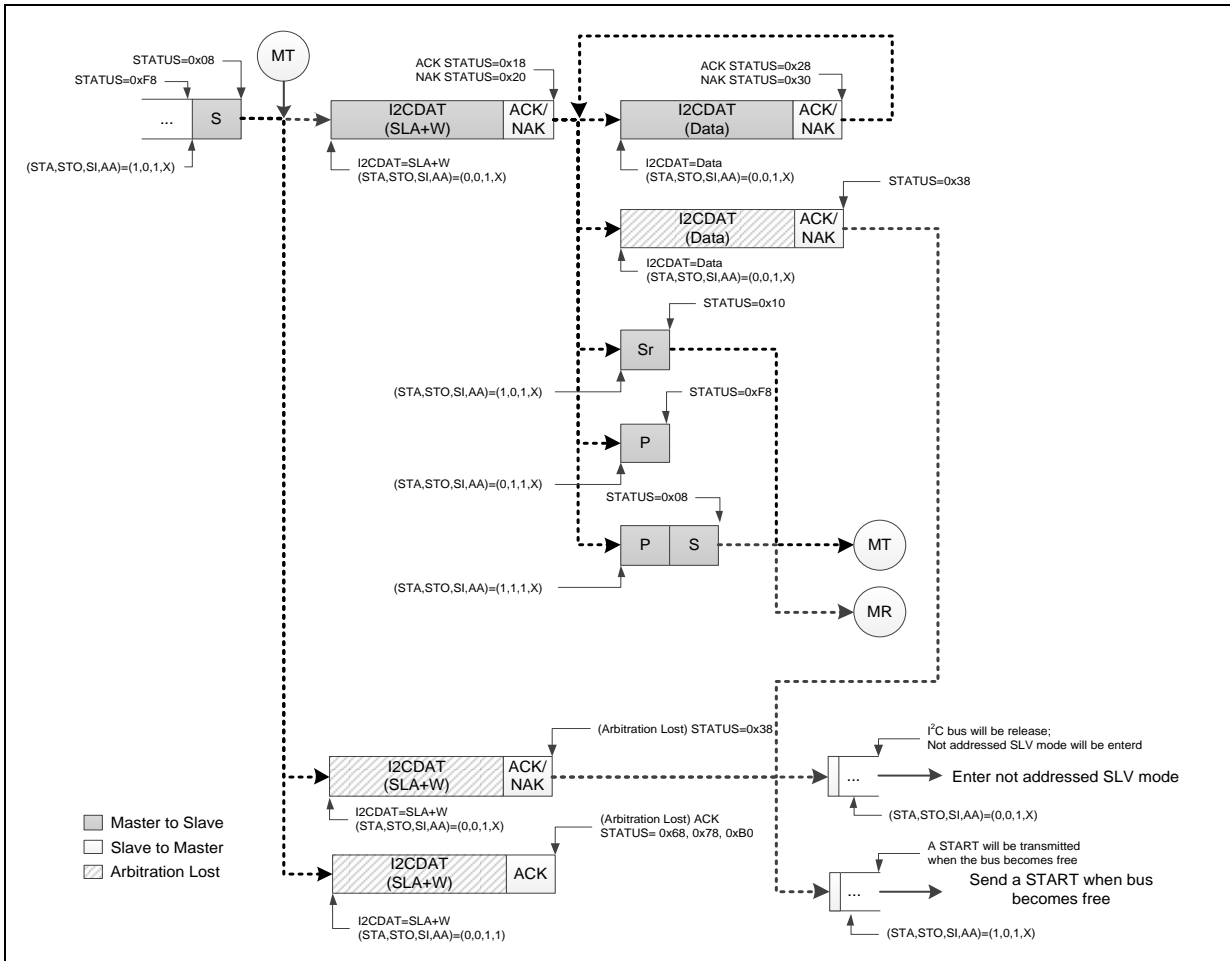 STATUS=0x08
STATUS=0xF8
MT
ACK STATUS=0x18
NAK STATUS=0x20
ACK STATUS=0x28
NAK STATUS=0x30
...
S
I2CDAT
(SLA+W)
ACK/
NAK
I2CDAT
(Data)
ACK/
NAK
(STA,STO,SI,AA)=(1,0,1,X)
I2CDAT=SLA+W
(STA,STO,SI,AA)=(0,0,1,X)
I2CDAT=Data
(STA,STO,SI,AA)=(0,0,1,X)
STATUS=0x38
I2CDAT
(Data)
ACK/
NAK
I2CDAT=Data
(STA,STO,SI,AA)=(0,0,1,X)
STATUS=0x10
Sr
(STA,STO,SI,AA)=(1,0,1,X)
STATUS=0xF8
P
(STA,STO,SI,AA)=(0,1,1,X)
STATUS=0x08
P
S
MT
(STA,STO,SI,AA)=(1,1,1,X)
MR
(Arbitration Lost) STATUS=0x38
I2C bus will be release;
Not addressed SLV mode will be enterd
I2CDAT
(SLA+W)
ACK/
NAK
...
Enter not addressed SLV mode
I2CDAT=SLA+W
(STA,STO,SI,AA)=(0,0,1,X)
(STA,STO,SI,AA)=(0,0,1,X)
Master to Slave
Slave to Master
Arbitration Lost
(Arbitration Lost) ACK
STATUS= 0x68, 0x78, 0xB0
A START will be transmitted
when the bus becomes free
I2CDAT
(SLA+W)
ACK
...
Send a START when bus
becomes free
I2CDAT=SLA+W
(STA,STO,SI,AA)=(0,0,1,1)
(STA,STO,SI,AA)=(1,0,1,X)